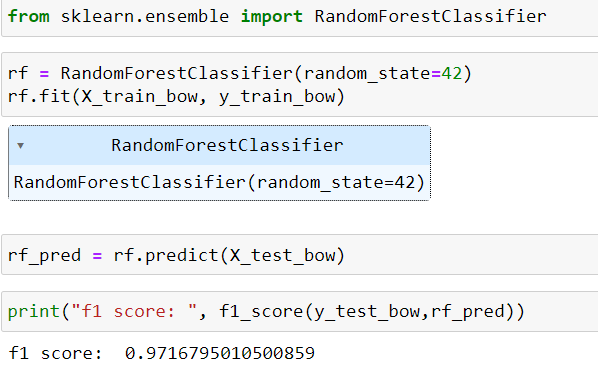 from sklearn.ensemble import RandomForestClassifier
rf = RandomForestClassifier(random_state=42)
rf.fit(X_train_bow, y_train_bow)
RandomForestClassifier
RandomForestClassifier(random_state=42)
rf_pred = rf.predict(X_test_bow)
print("f1 score: ", f1_score(y_test_bow,rf_pred))
f1 score:  0.9716795010500859